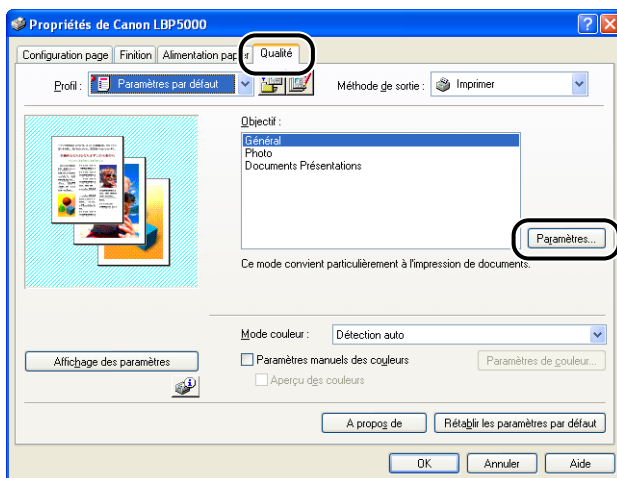 Propriétés de Canon LBP5000
Configuration page Finition Alimentation papier Qualité
Profil : Paramètres par défaut Méthode de sortie : Imprimer
Objectif :
Général
Photo
Documents Présentations
Paramètres...
Ce mode convient particulièrement à l'impression de documents.
Mode couleur : Détection auto
Affichage des paramètres
Paramètres manuels des couleurs Paramètres de couleur...
Aperçu des couleurs
A propos de Rétablir les paramètres par défaut
OK Annuler Aide